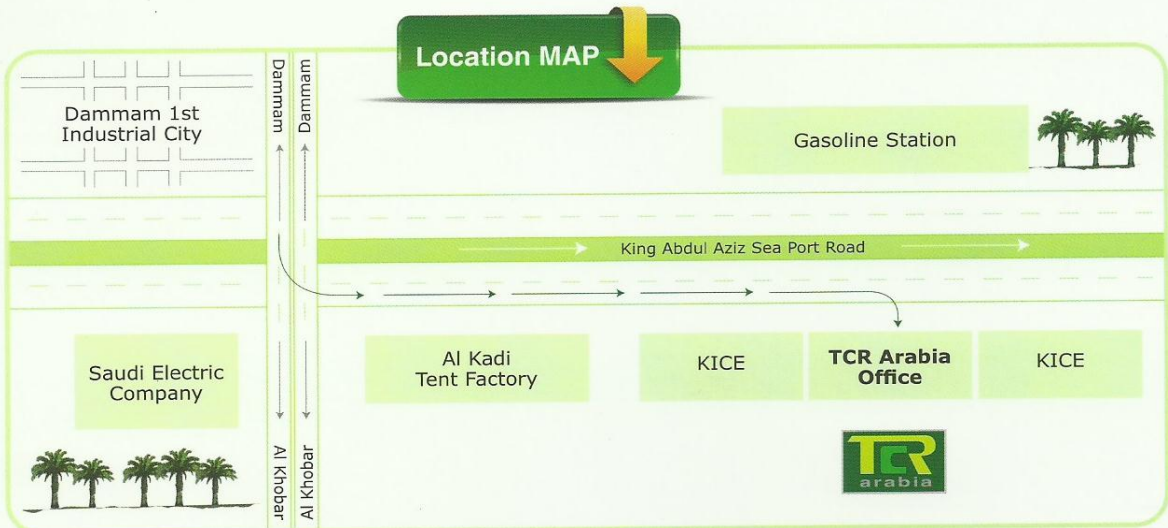 Location MAP
Dammam
Dammam
Dammam 1st
Industrial City
Gasoline Station
King Abdul Aziz Sea Port Road
Saudi Electric
Company
Al Kadi
Tent Factory
KICE
TCR Arabia
Office
KICE
Al Khobar
Al Khobar
TCR
arabia